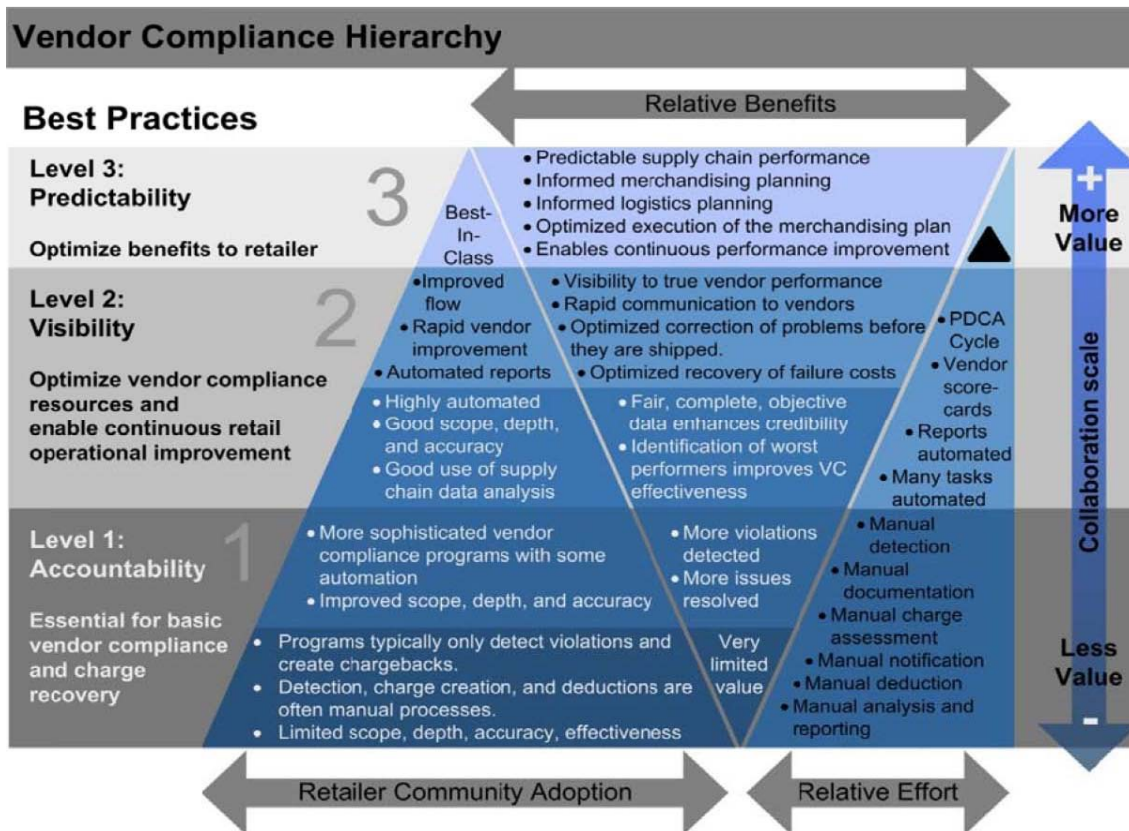 Vendor Compliance Hierarchy
Relative Benefits
Best Practices
Level 3:
Predictability
Optimize benefits to retailer
3
Best-
In-
Class
• Predictable supply chain performance
• Informed merchandising planning
• Informed logistics planning
• Optimized execution of the merchandising plan
• Enables continuous performance improvement
+
More
Value
Level 2:
Visibility
Optimize vendor compliance
resources and
enable continuous retail
operational improvement
2
• Improved
flow
• Rapid vendor
improvement
• Automated reports
• Visibility to true vendor performance
• Rapid communication to vendors
• Optimized correction of problems before
they are shipped.
• Optimized recovery of failure costs
• Highly automated
• Good scope, depth,
and accuracy
• Good use of supply
chain data analysis
• Fair, complete, objective
data enhances credibility
• Identification of worst
performers improves VC
effectiveness
• PDCA
Cycle
• Vendor
score-
cards
• Reports
automated
• Many tasks
automated
Collaboration scale
Level 1:
Accountability
Essential for basic
vendor compliance
and charge
recovery
1
• More sophisticated vendor
compliance programs with some
automation
• Improved scope, depth, and accuracy
• More violations
detected
• More issues
resolved
• Programs typically only detect violations and
create chargebacks.
• Detection, charge creation, and deductions are
often manual processes.
• Limited scope, depth, accuracy, effectiveness
Very
limited
value
• Manual
detection
• Manual
documentation
• Manual charge
assessment
• Manual notification
• Manual deduction
• Manual analysis and
reporting
Less
Value
-
Retailer Community Adoption
Relative Effort